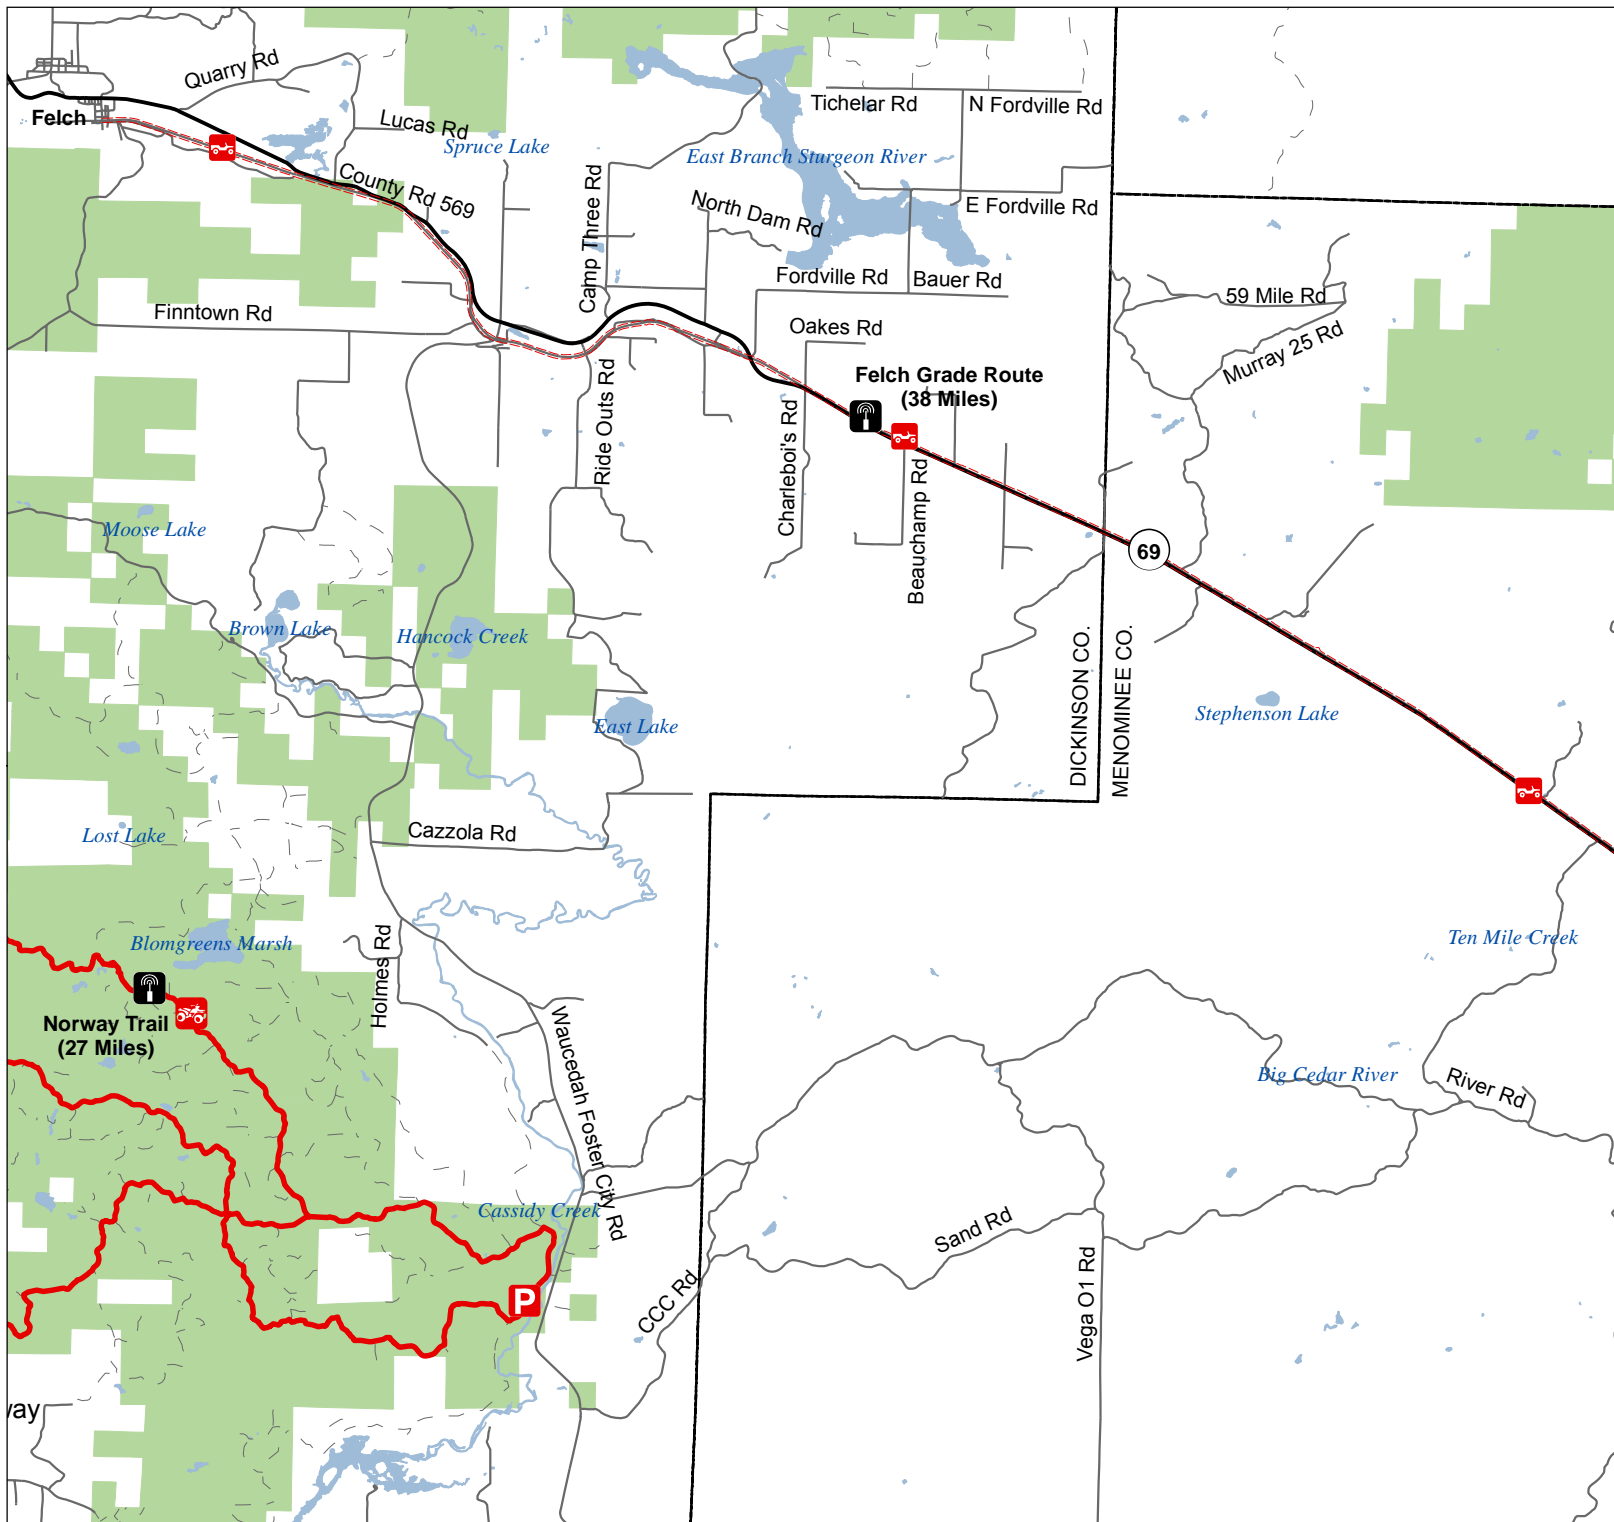 Quarry Rd
Felch
Lucas Rd
Spruce Lake
County Rd 569
Tichelar Rd
N Fordville Rd
East Branch Sturgeon River
Camp Three Rd
North Dam Rd
E Fordville Rd
Fordville Rd
Bauer Rd
Finntown Rd
59 Mile Rd
Oakes Rd
Murray 25 Rd
Felch Grade Route
(38 Miles)
Ride Outs Rd
Charleboi's Rd
Beauchamp Rd
Moose Lake
69
Brown Lake
Hancock Creek
East Lake
DICKINSON CO.
MENOMINEE CO.
Stephenson Lake
Lost Lake
Cazzola Rd
Blomgreens Marsh
Holmes Rd
Ten Mile Creek
Norway Trail
(27 Miles)
Waucedah Foster City Rd
Big Cedar River
River Rd
Cassidy Creek
Sand Rd
CCC Rd
Vega O1 Rd
P
way